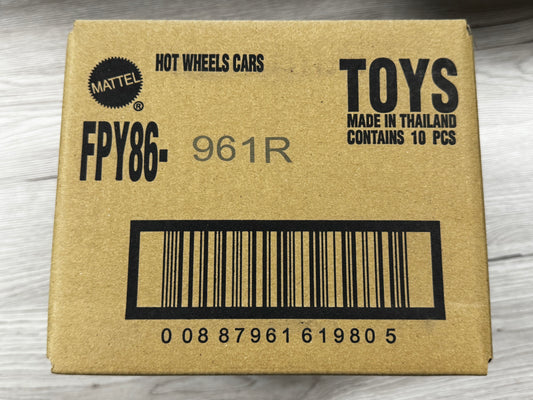 MATTEL
®
HOT WHEELS CARS
TOYS
MADE IN THAILAND
CONTAINS 10 PCS
FPY86- 961R
0 08 87961 61980 5